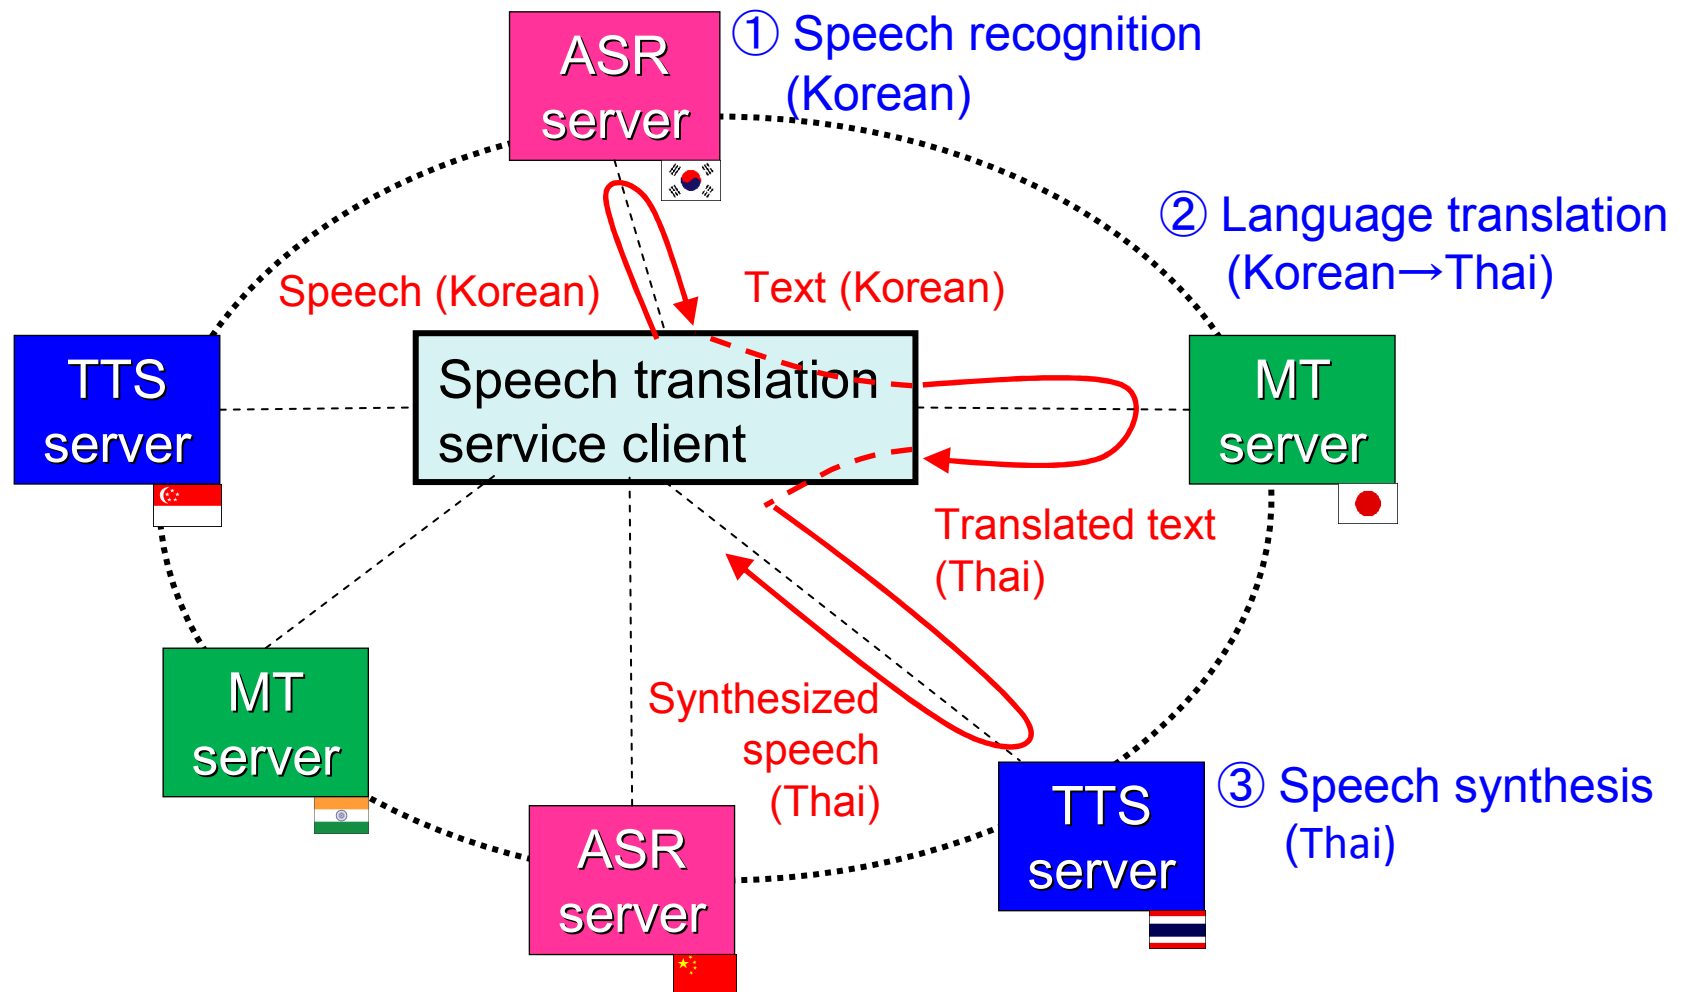 ASR
server
① Speech recognition
(Korean)
② Language translation
(Korean→Thai)
Speech (Korean)
Text (Korean)
TTS
server
Speech translation
service client
MT
server
Translated text
(Thai)
MT
server
Synthesized
speech
(Thai)
ASR
server
TTS
server
③ Speech synthesis
(Thai)